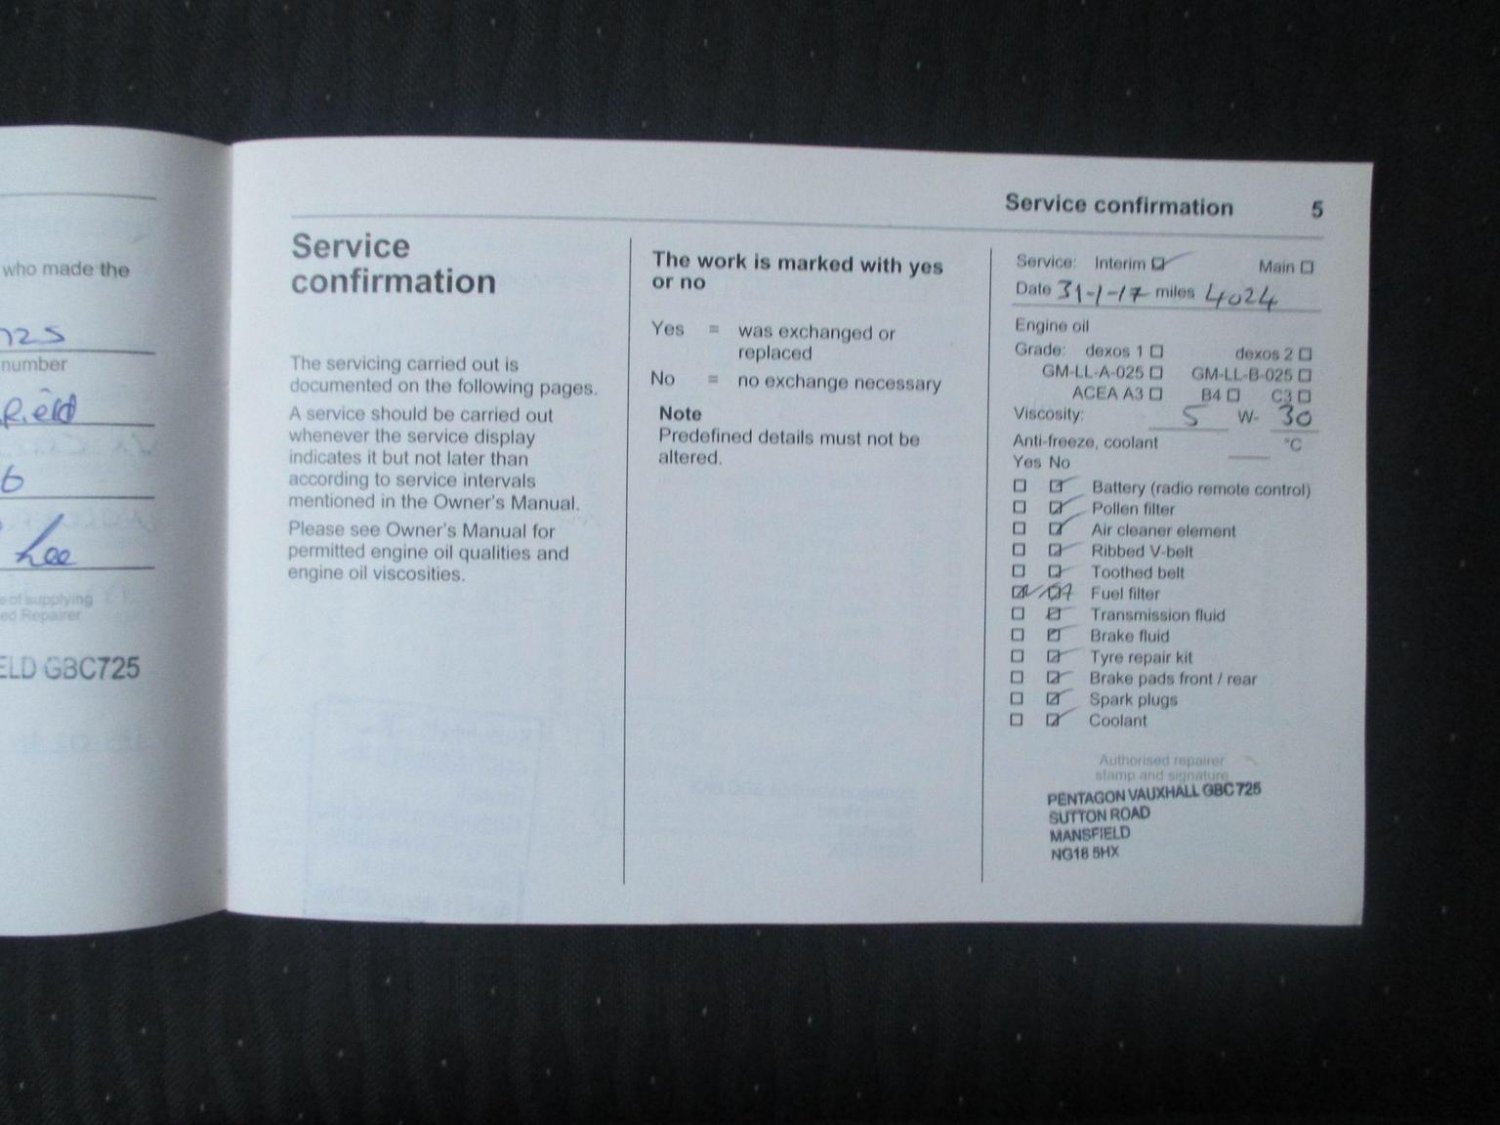 Service confirmation 5
who made the
number
6
Lee
of supplying
ed Repairer
ELD GBC725
Service
confirmation
The servicing carried out is
documented on the following pages.
A service should be carried out
whenever the service display
indicates it but not later than
according to service intervals
mentioned in the Owner's Manual.
Please see Owner's Manual for
permitted engine oil qualities and
engine oil viscosities.
The work is marked with yes
or no
Yes = was exchanged or
replaced
No = no exchange necessary
Note
Predefined details must not be
altered.
Service: Interim Main
Date 31-1-17 miles 4024
Engine oil
Grade: dexos 1 dexos 2
GM-LL-A-025 GM-LL-B-025
ACEA A3 B4 C3
Viscosity: 5 W- 30
Anti-freeze, coolant °C
Yes No
Battery (radio remote control)
Pollen filter
Air cleaner element
Ribbed V-belt
Toothed belt
Fuel filter
Transmission fluid
Brake fluid
Tyre repair kit
Brake pads front / rear
Spark plugs
Coolant
Authorised repairer
stamp and signature
PENTAGON VAUXHALL GBC725
SUTTON ROAD
MANSFIELD
NG18 5HX